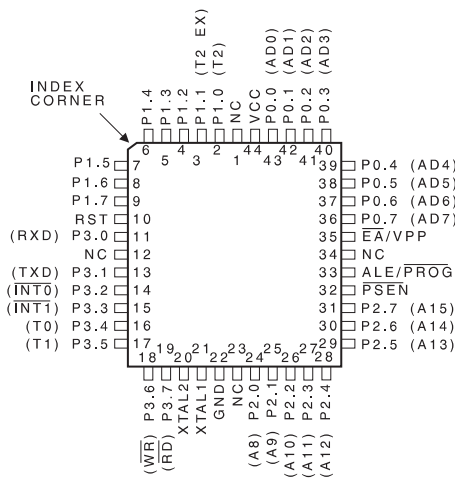 INDEX
CORNER
P1.4
P1.3
P1.2
P1.1 (T2 EX)
P1.0 (T2)
NC
VCC
P0.0 (AD0)
P0.1 (AD1)
P0.2 (AD2)
P0.3 (AD3)
6
5
4
3
2
1
44
43
42
41
40
P1.5 7
P1.6 8
P1.7 9
RST 10
(RXD) P3.0 11
NC 12
(TXD) P3.1 13
(INT0) P3.2 14
(INT1) P3.3 15
(T0) P3.4 16
(T1) P3.5 17
39 P0.4 (AD4)
38 P0.5 (AD5)
37 P0.6 (AD6)
36 P0.7 (AD7)
35 EA/VPP
34 NC
33 ALE/PROG
32 PSEN
31 P2.7 (A15)
30 P2.6 (A14)
29 P2.5 (A13)
18
19
20
21
22
23
24
25
26
27
28
(WR) P3.6
(RD) P3.7
XTAL2
XTAL1
GND
NC
(A8) P2.0
(A9) P2.1
(A10) P2.2
(A11) P2.3
(A12) P2.4